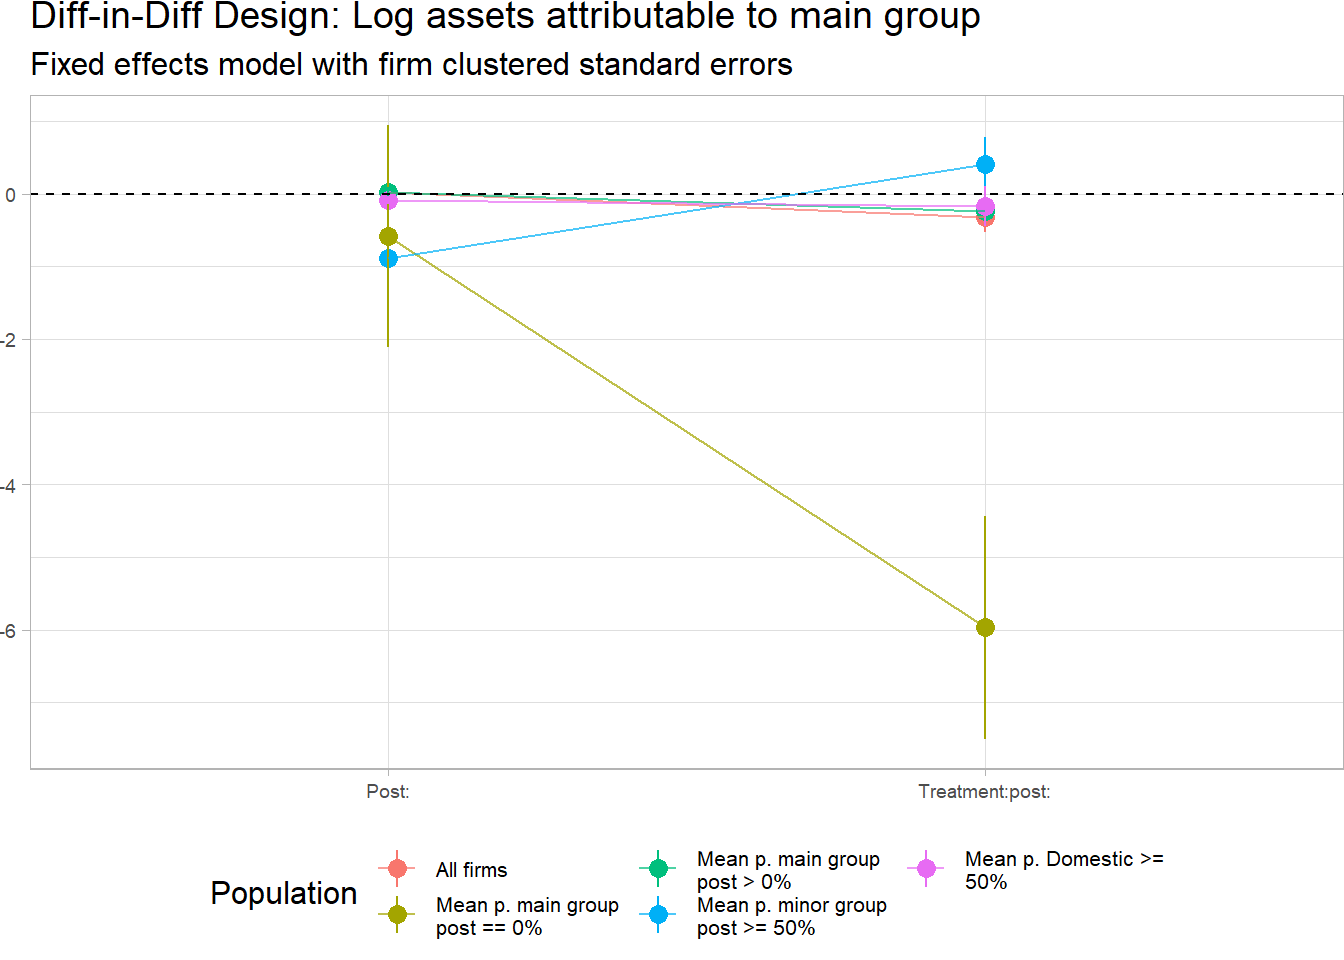 Diff-in-Diff Design: Log assets attributable to main group
Fixed effects model with firm clustered standard errors
0
-2
-4
-6
Post:
Treatment:post:
Population
All firms
Mean p. main group
post == 0%
Mean p. main group
post > 0%
Mean p. minor group
post >= 50%
Mean p. Domestic >=
50%